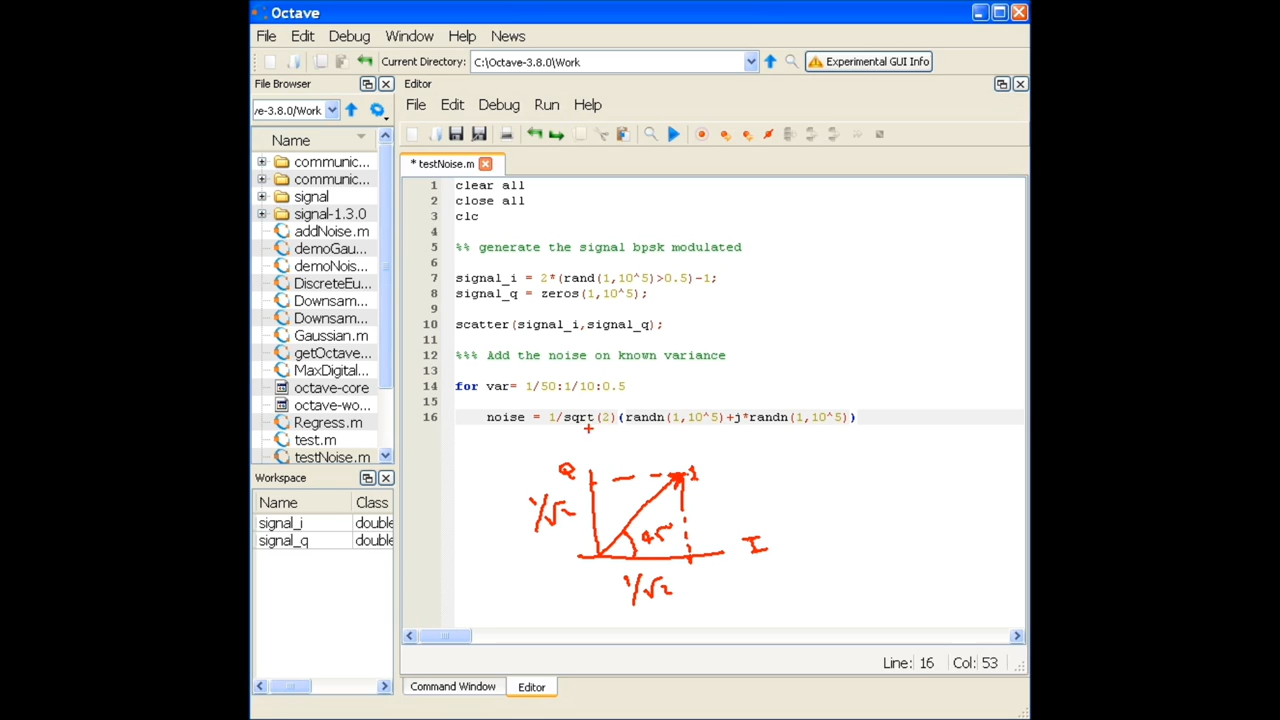 Octave
File Edit Debug Window Help News
Current Directory: C:\Octave-3.8.0\Work Experimental GUI Info
File Browser
ve-3.8.0/Work
Name
communic...
communic...
signal
signal-1.3.0
addNoise.m
demoGau...
demoNois...
DiscreteEu...
Downsam...
Downsam...
Gaussian.m
getOctave...
MaxDigital...
octave-core
octave-wo...
Regress.m
test.m
testNoise.m
Workspace
Name Class
signal_i double
signal_q double
Editor
File Edit Debug Run Help
* testNoise.m
1 clear all
2 close all
3 clc
4
5 %% generate the signal bpsk modulated
6
7 signal_i = 2*(rand(1,10^5)>0.5)-1;
8 signal_q = zeros(1,10^5);
9
10 scatter(signal_i,signal_q);
11
12 %%% Add the noise on known variance
13
14 for var= 1/50:1/10:0.5
15
16 noise = 1/sqrt(2)(randn(1,10^5)+j*randn(1,10^5))
Q 1
1/√2
45°
I
1/√2
Line: 16 Col: 53
Command Window Editor